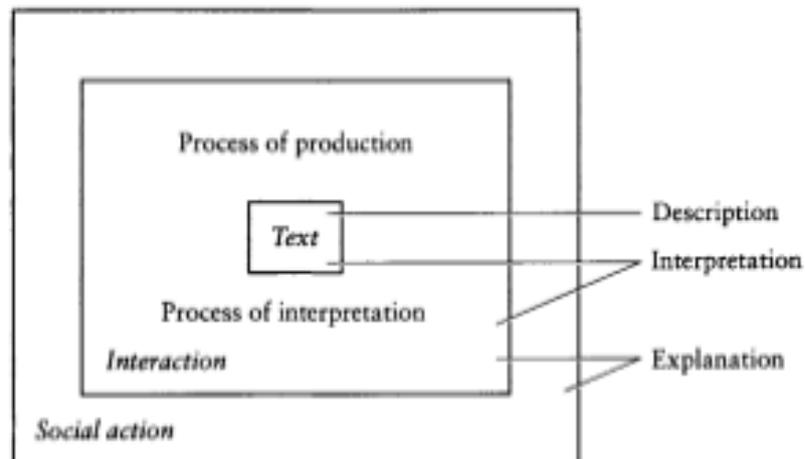 Process of production
Description
Text
Interpretation
Process of interpretation
Interaction
Explanation
Social action